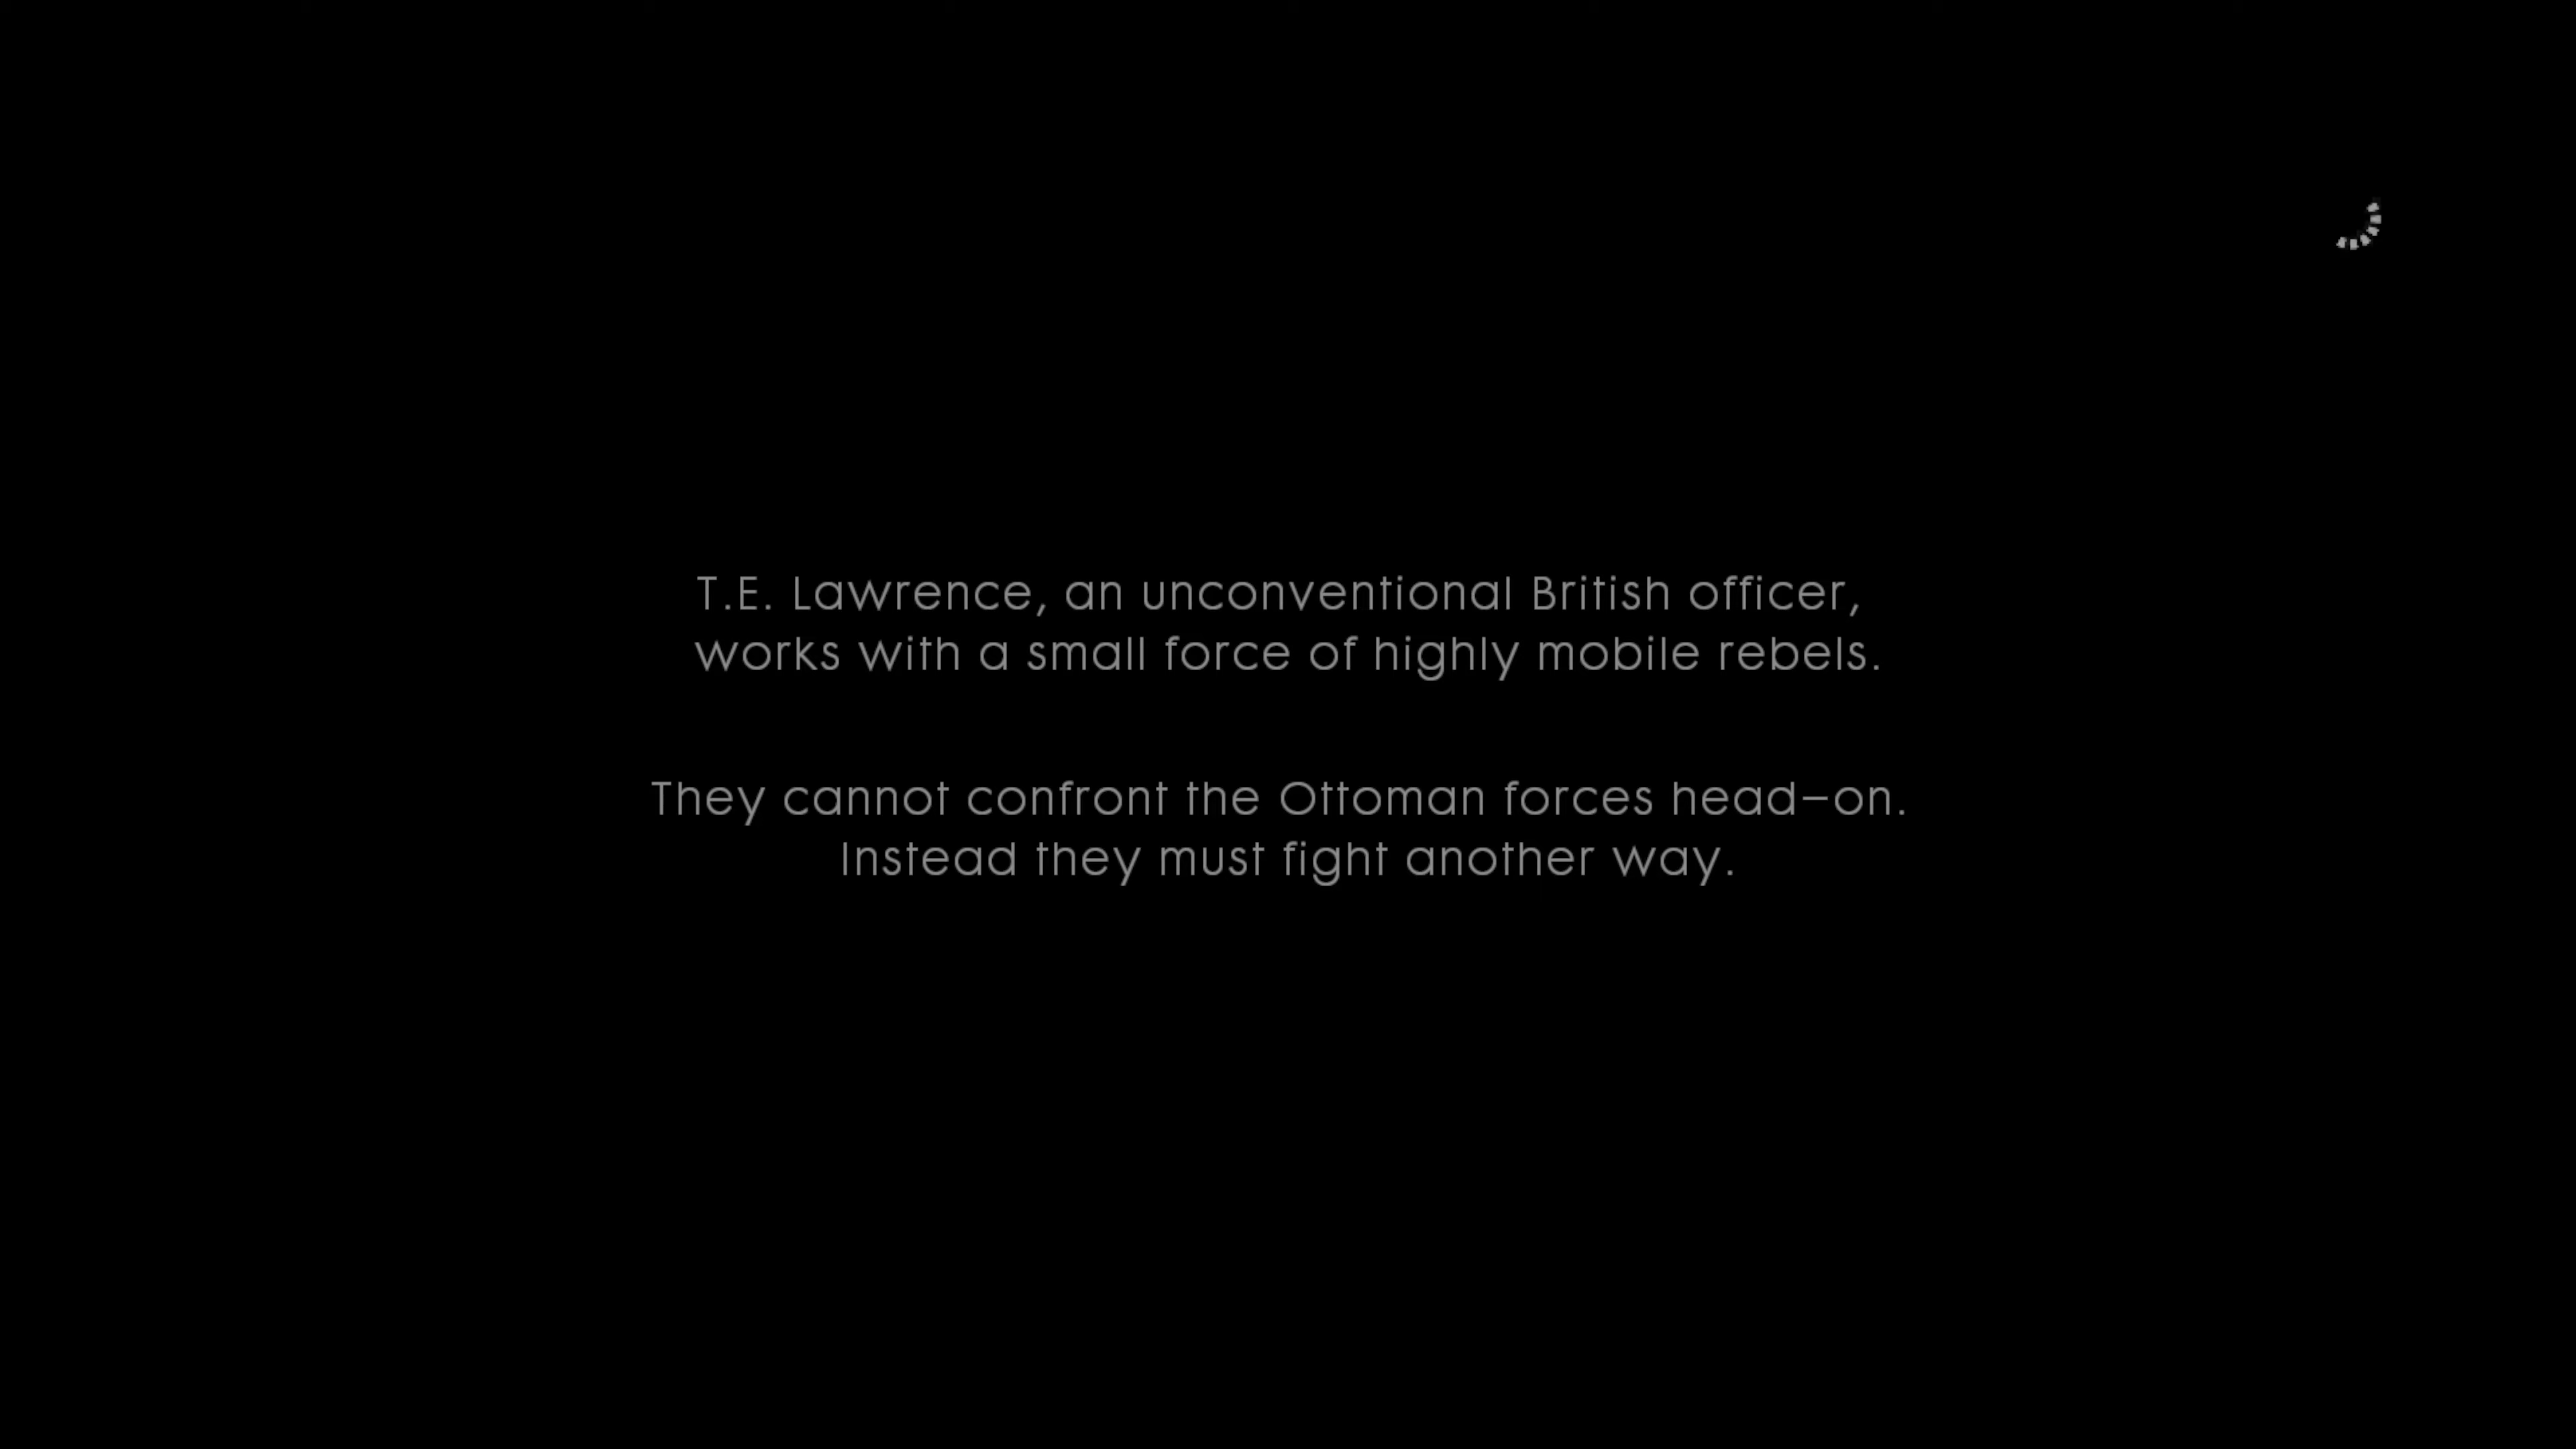 T.E. Lawrence, an unconventional British officer,
works with a small force of highly mobile rebels.
They cannot confront the Ottoman forces head–on.
Instead they must fight another way.